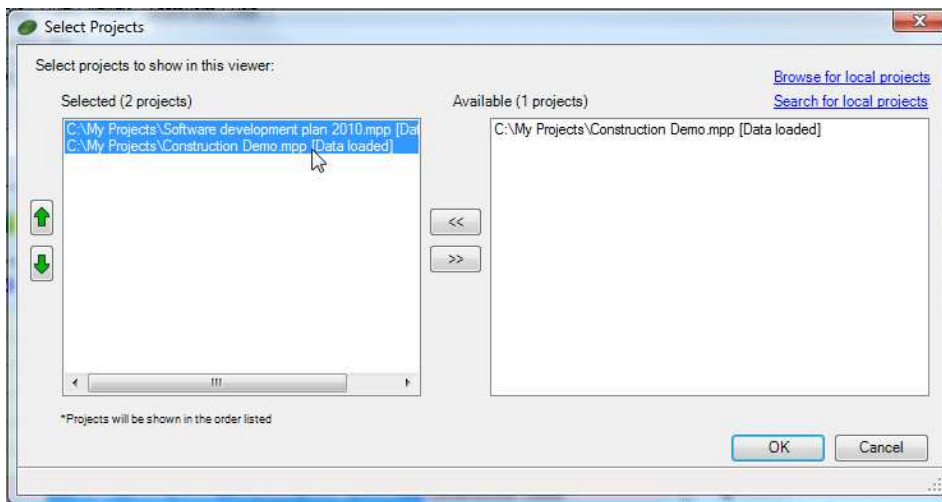 Select Projects
Select projects to show in this viewer:
Browse for local projects
Selected (2 projects)
Available (1 projects)
Search for local projects
C:\My Projects\Software development plan 2010.mpp [Dat
C:\My Projects\Construction Demo.mpp [Data loaded]
C:\My Projects\Construction Demo.mpp [Data loaded]
<<
>>
*Projects will be shown in the order listed
OK
Cancel